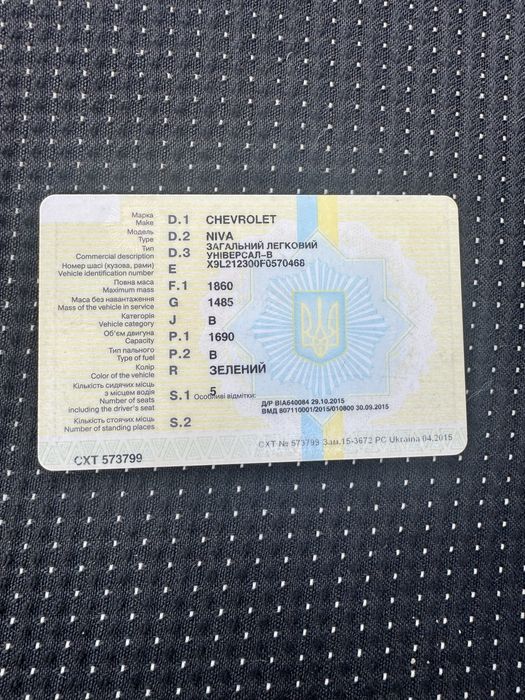 Марка D.1 CHEVROLET
Make
Модель D.2 NIVA
Type
Тип D.3 ЗАГАЛЬНИЙ ЛЕГКОВИЙ
Commercial description УНІВЕРСАЛ-В
Номер шасі (кузова, рами) E X9L212300F0570468
Vehicle identification number
Повна маса F.1 1860
Maximum mass
Маса без навантаження G 1485
Mass of the vehicle in service
Категорія J B
Vehicle category
Об'єм двигуна P.1 1690
Capacity
Тип пального P.2 B
Type of fuel
Колір R ЗЕЛЕНИЙ
Color of the vehicle
Кількість сидячих місць
з місцем водія S.1 5 Особливі відмітки:
Number of seats Д/Р ВІА640084 29.10.2015
including the driver's seat ВМД 807110001/2015/010800 30.09.2015
Кількість стоячих місць S.2
Number of standing places
СХТ № 573799 Зам.15-3672 PC Ukraina 04.2015
СХТ 573799